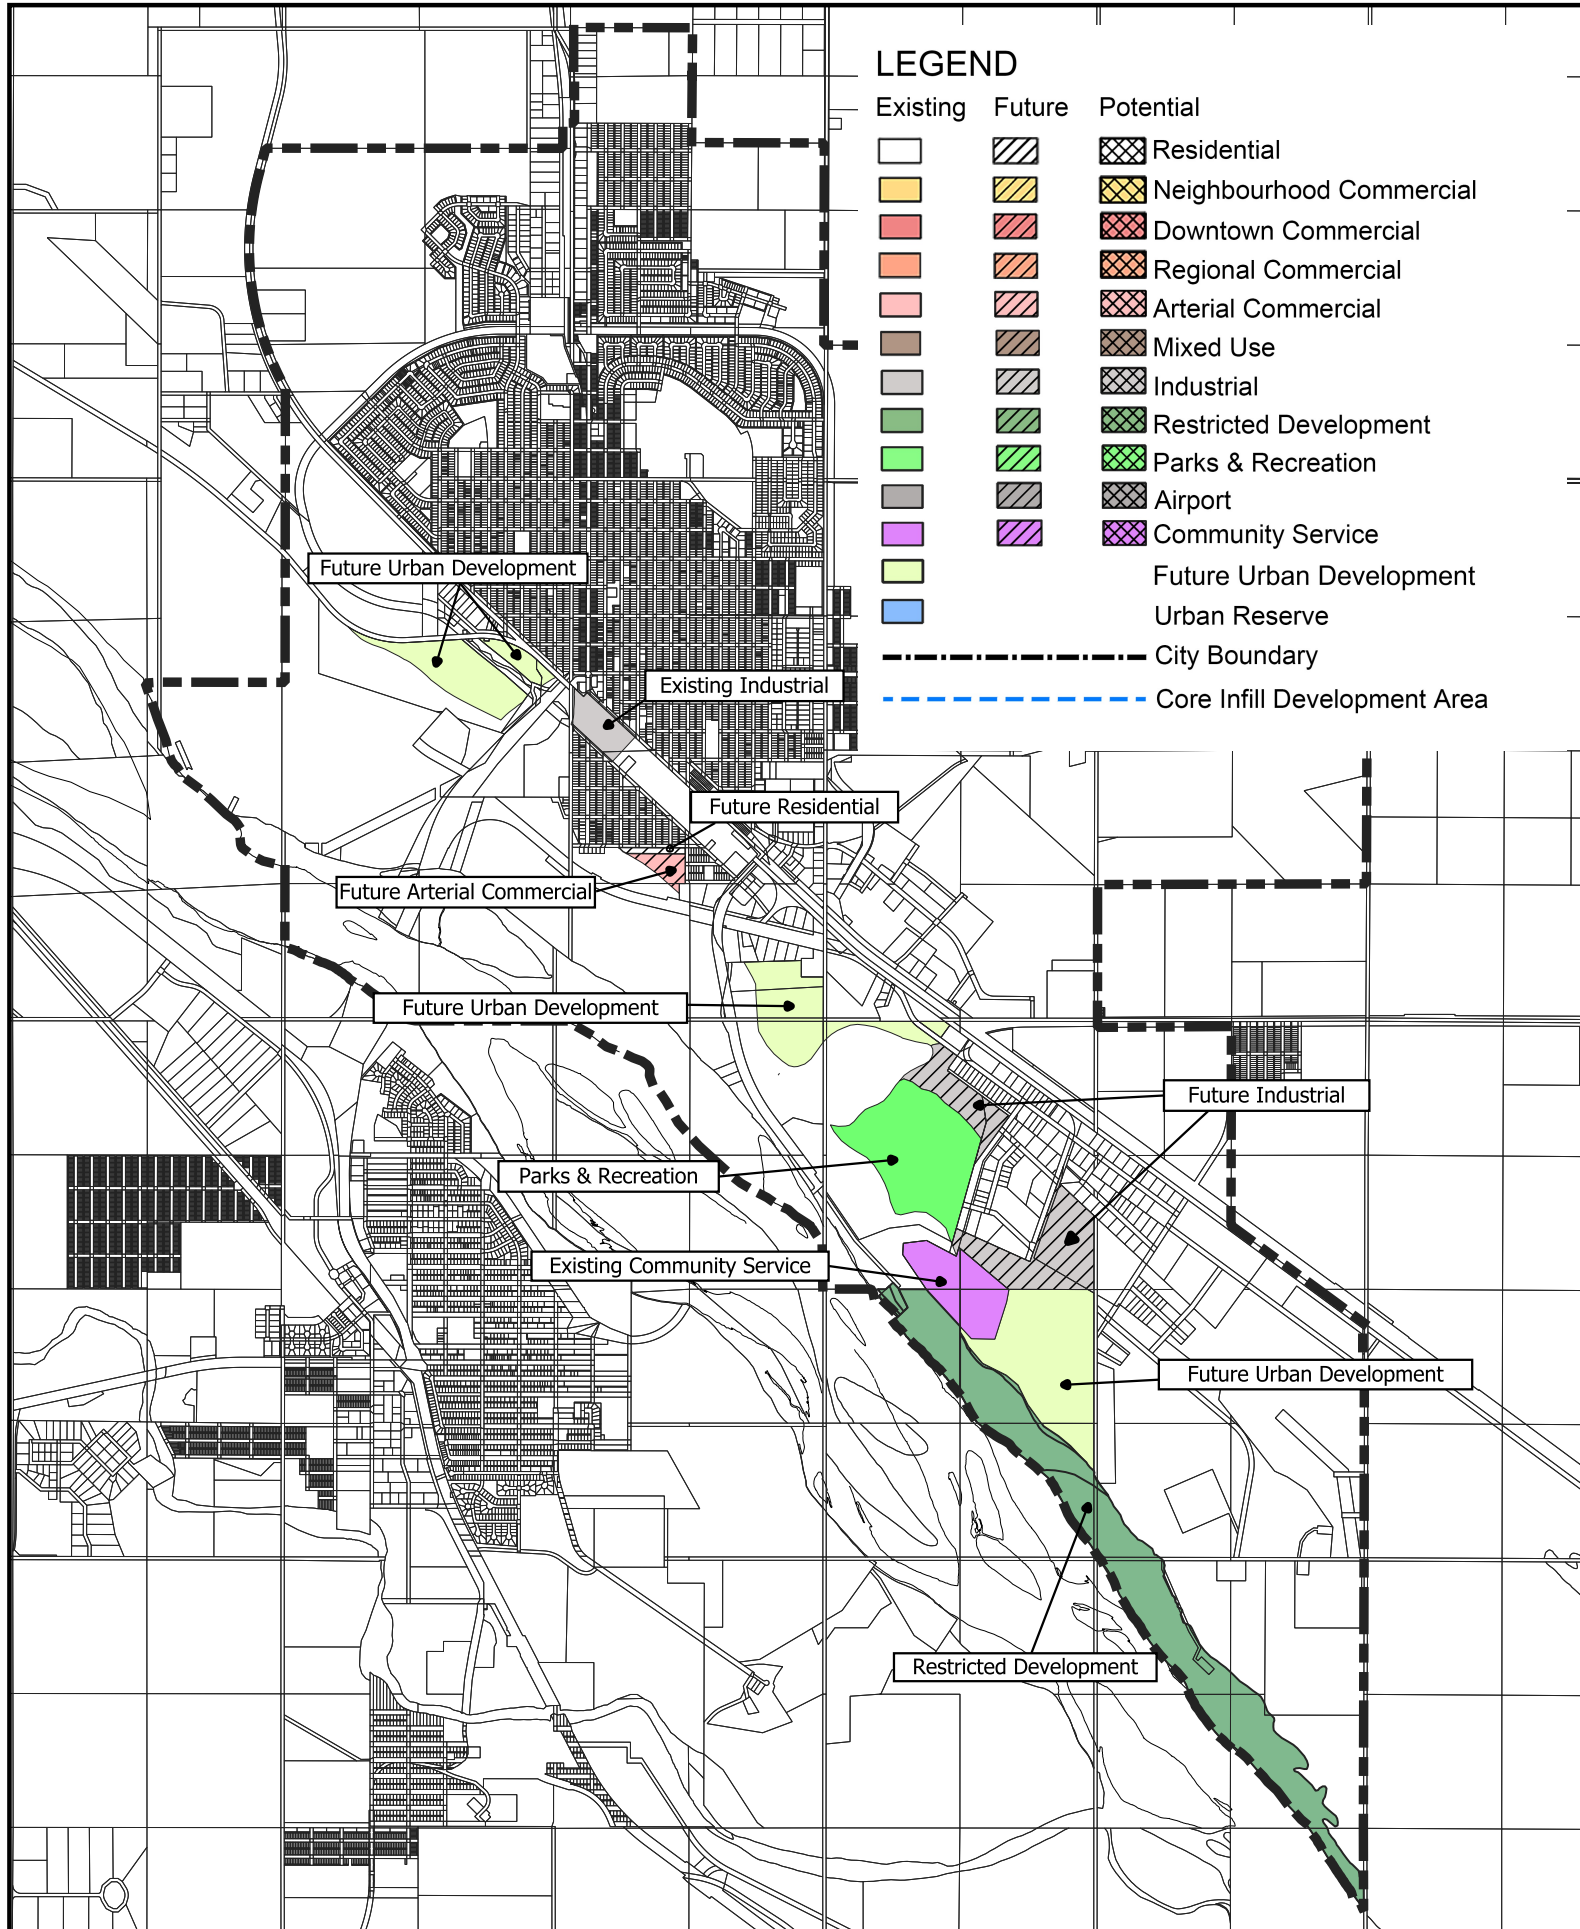 LEGEND
Existing Future Potential
Residential
Neighbourhood Commercial
Downtown Commercial
Regional Commercial
Arterial Commercial
Mixed Use
Industrial
Restricted Development
Parks & Recreation
Airport
Community Service
Future Urban Development
Urban Reserve
City Boundary
Core Infill Development Area
Future Urban Development
Existing Industrial
Future Residential
Future Arterial Commercial
Future Urban Development
Future Industrial
Parks & Recreation
Existing Community Service
Future Urban Development
Restricted Development